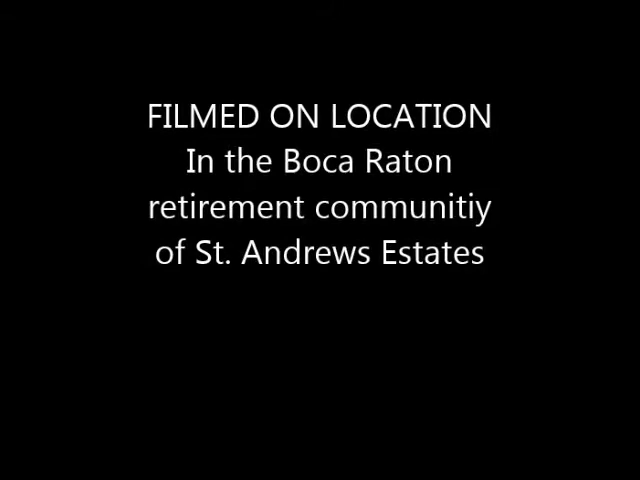 FILMED ON LOCATION
In the Boca Raton
retirement communitiy
of St. Andrews Estates